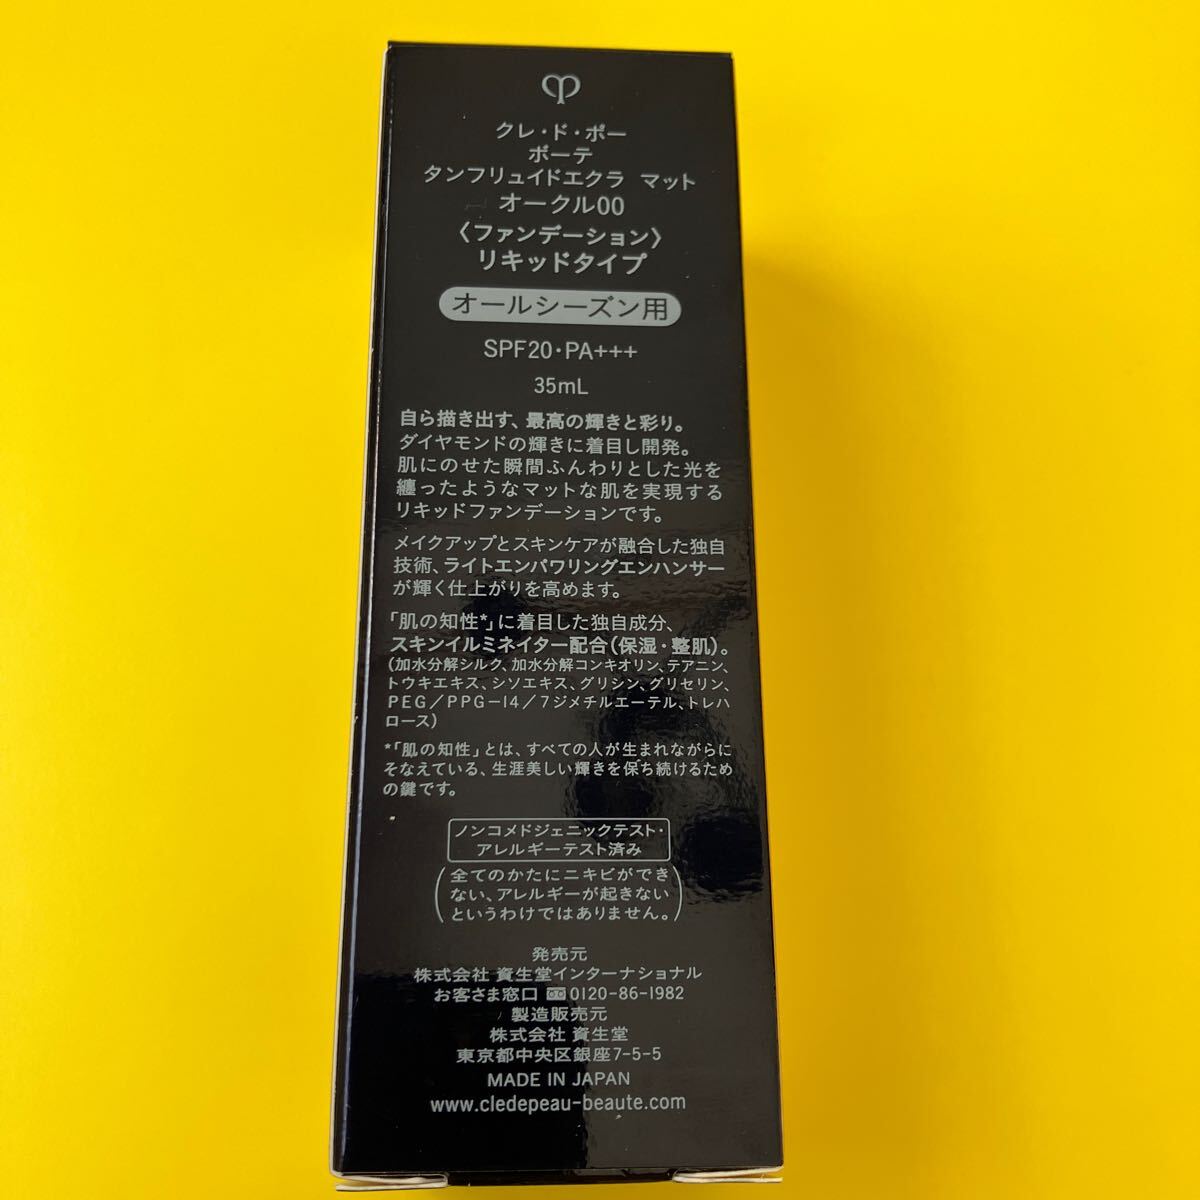 クレ・ド・ポー
ボーテ
タンフリュイドエクラ マット
オークル00
〈ファンデーション〉
リキッドタイプ
オールシーズン用
SPF20・PA+++
35mL
自ら描き出す、最高の輝きと彩り。
ダイヤモンドの輝きに着目し開発。
肌にのせた瞬間ふんわりとした光を
纏ったようなマットな肌を実現する
リキッドファンデーションです。
メイクアップとスキンケアが融合した独自
技術、ライトエンパワリングエンハンサー
が輝く仕上がりを高めます。
「肌の知性*」に着目した独自成分、
スキンイルミネイター配合(保湿・整肌)。
(加水分解シルク、加水分解コンキオリン、テアニン、
トウキエキス、シソエキス、グリシン、グリセリン、
PEG/PPG-14/7ジメチルエーテル、トレハ
ロース)
*「肌の知性」とは、すべての人が生まれながらに
そなえている、生涯美しい輝きを保ち続けるため
の鍵です。
ノンコメドジェニックテスト・
アレルギーテスト済み
(全てのかたにニキビができ
ない、アレルギーが起きない
というわけではありません。)
発売元
株式会社 資生堂インターナショナル
お客さま窓口 0120-86-1982
製造販売元
株式会社 資生堂
東京都中央区銀座7-5-5
MADE IN JAPAN
www.cledepeau-beaute.com